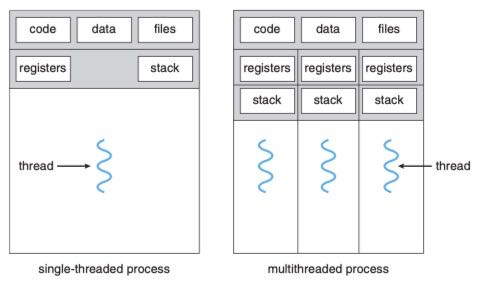 code data files
registers stack
thread
single-threaded process
code data files
registers registers registers
stack stack stack
thread
multithreaded process